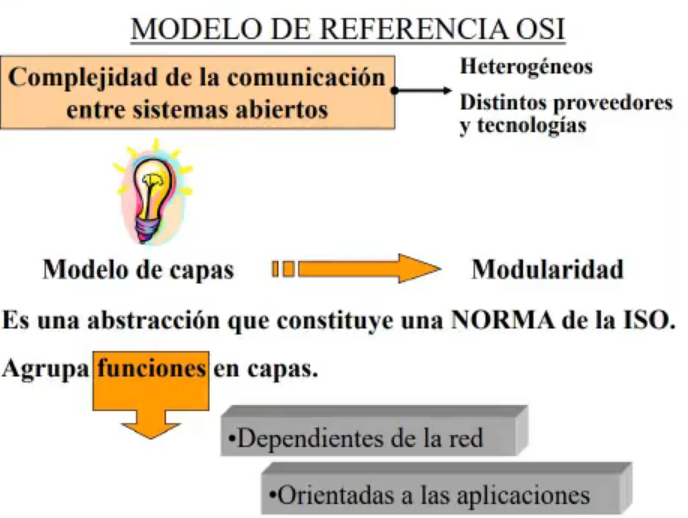 MODELO DE REFERENCIA OSI
Complejidad de la comunicación
entre sistemas abiertos
Heterogéneos
Distintos proveedores
y tecnologías
Modelo de capas
Modularidad
Es una abstracción que constituye una NORMA de la ISO.
Agrupa funciones en capas.
•Dependientes de la red
•Orientadas a las aplicaciones